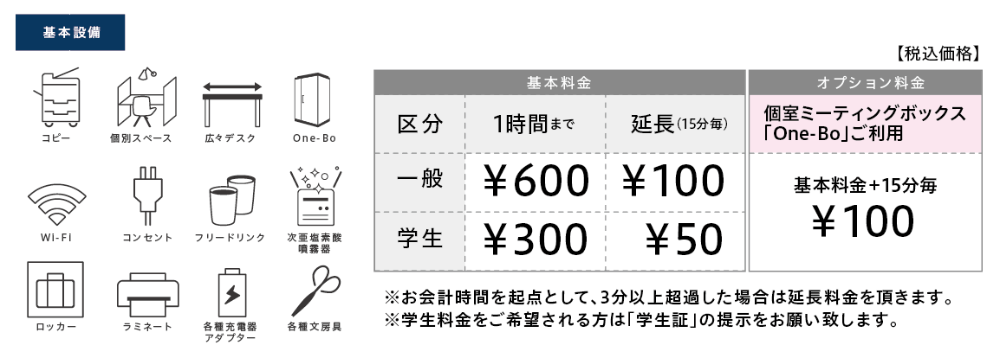 基本設備
コピー
個別スペース
広々デスク
One-Bo
Wi-Fi
コンセント
フリードリンク
次亜塩素酸
噴霧器
ロッカー
ラミネート
各種充電器
アダプター
各種文房具
【税込価格】
基本料金
オプション料金
区分
1時間まで
延長(15分毎)
個室ミーティングボックス
「One-Bo」ご利用
一般
¥600
¥100
学生
¥300
¥50
基本料金+15分毎
¥100
※お会計時間を起点として、3分以上超過した場合は延長料金を頂きます。
※学生料金をご希望される方は「学生証」の提示をお願い致します。